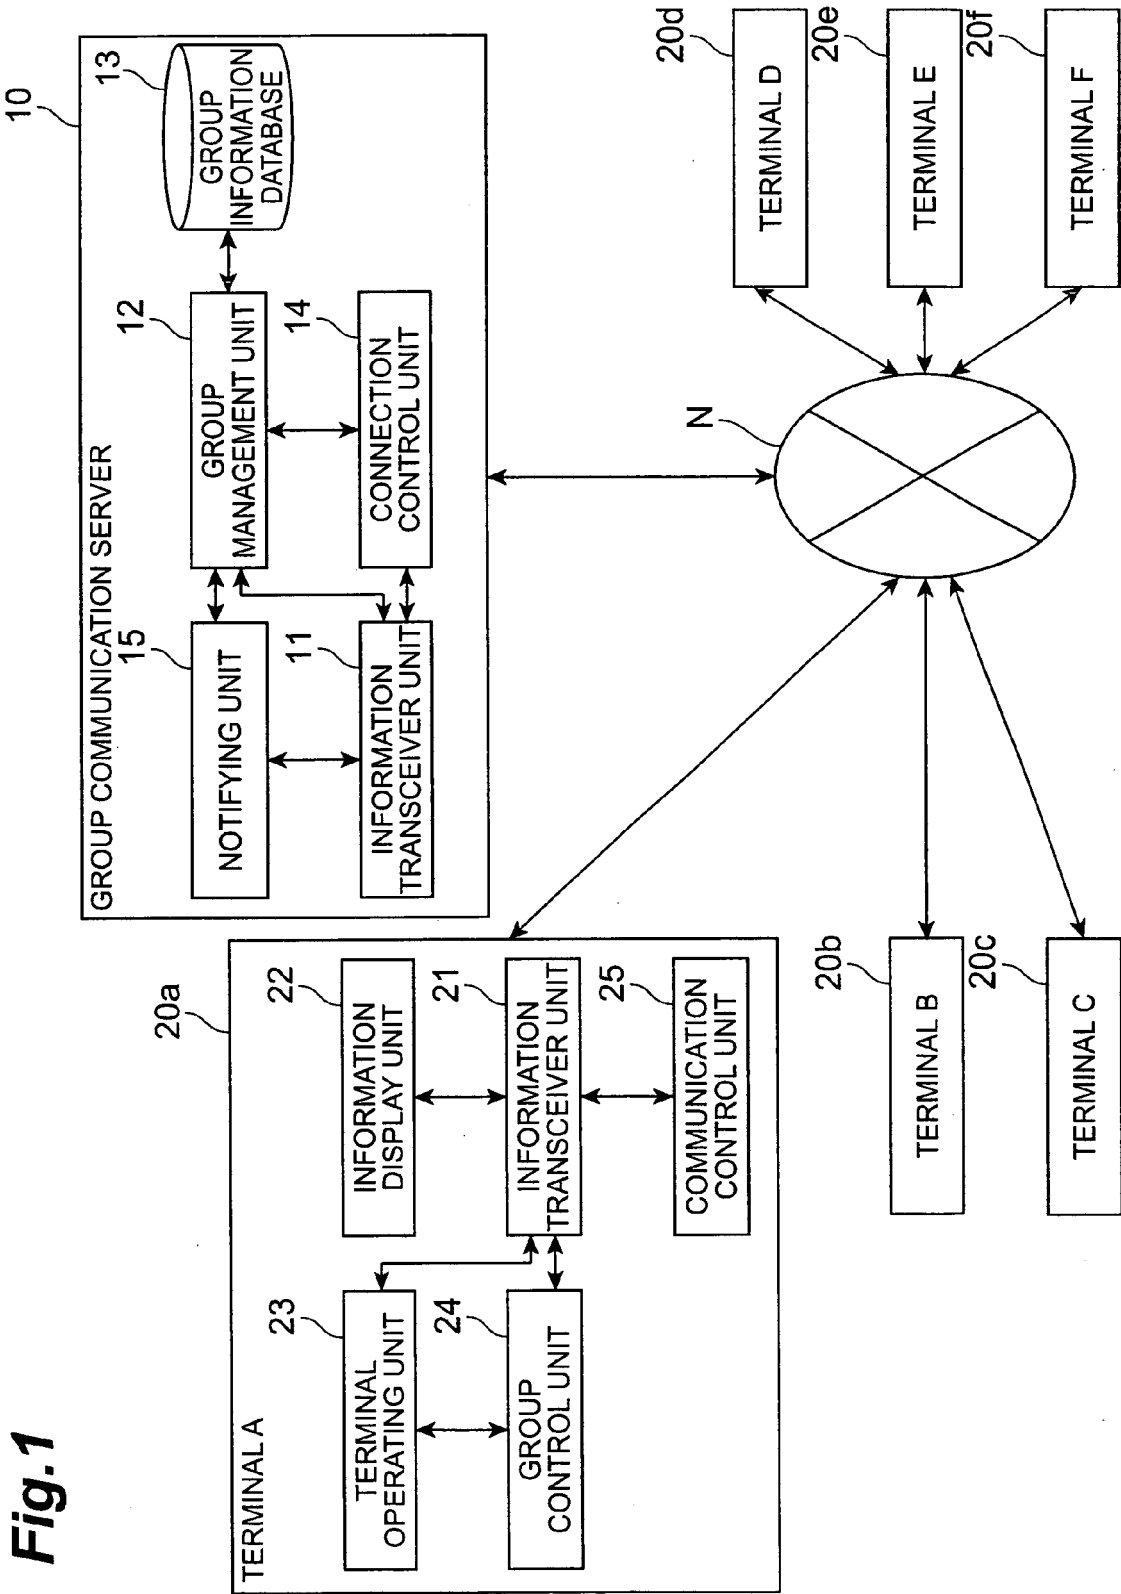 Fig.1
10
GROUP COMMUNICATION SERVER
15
NOTIFYING UNIT
12
GROUP
MANAGEMENT UNIT
13
GROUP
INFORMATION
DATABASE
11
INFORMATION
TRANSCEIVER UNIT
14
CONNECTION
CONTROL UNIT
20a
TERMINAL A
23
TERMINAL
OPERATING UNIT
22
INFORMATION
DISPLAY UNIT
24
GROUP
CONTROL UNIT
21
INFORMATION
TRANSCEIVER UNIT
25
COMMUNICATION
CONTROL UNIT
N
20d
TERMINAL D
20e
TERMINAL E
20f
TERMINAL F
20b
TERMINAL B
20c
TERMINAL C